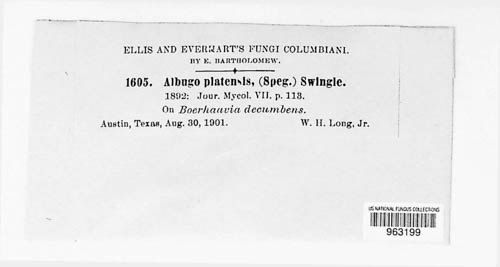 ELLIS AND EVERHART'S FUNGI COLUMBIANI.
BY E. BARTHOLOMEW.
1605. Albugo platensis, (Speg.) Swingle.
1892: Jour. Mycol. VII. p. 113.
On Boerhaavia decumbens.
Austin, Texas, Aug. 30, 1901. W. H. Long, Jr.
US NATIONAL FUNGUS COLLECTIONS
963199